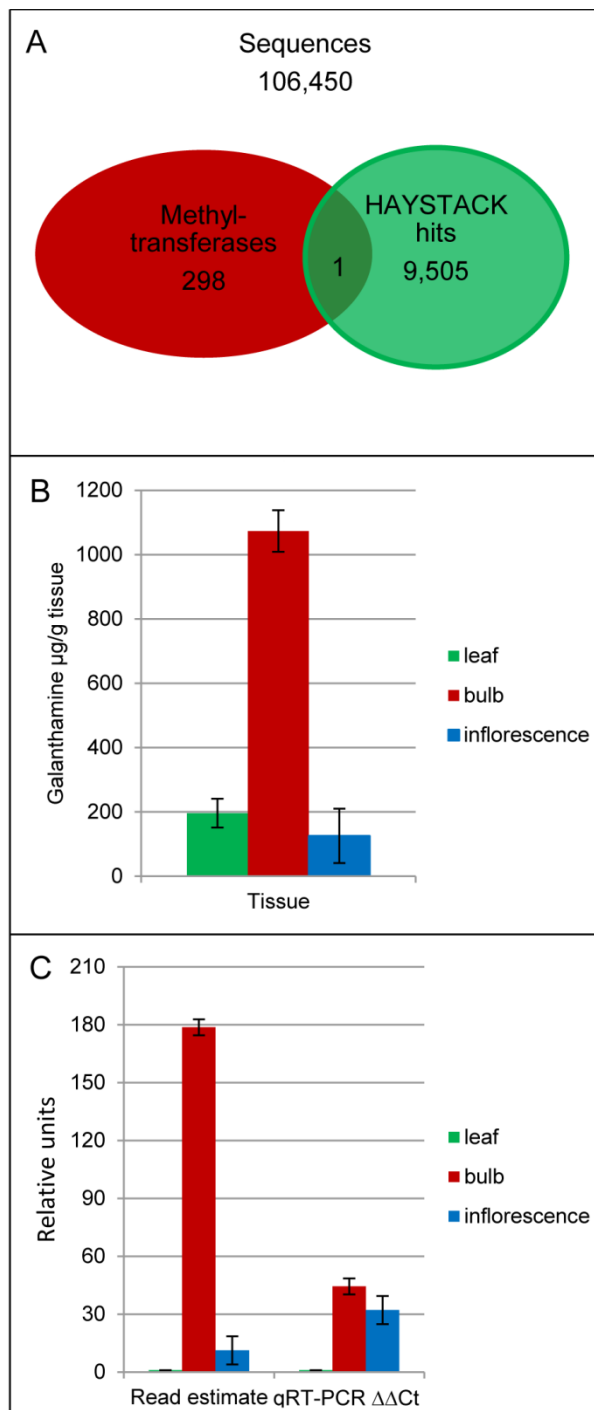 A
Sequences
106,450
Methyl-
transferases
298
1
HAYSTACK
hits
9,505
B
1200
1000
800
600
400
200
0
Galanthamine µg/g tissue
Tissue
leaf
bulb
inflorescence
C
210
180
150
120
90
60
30
0
Relative units
Read estimate qRT-PCR ΔΔCt
leaf
bulb
inflorescence